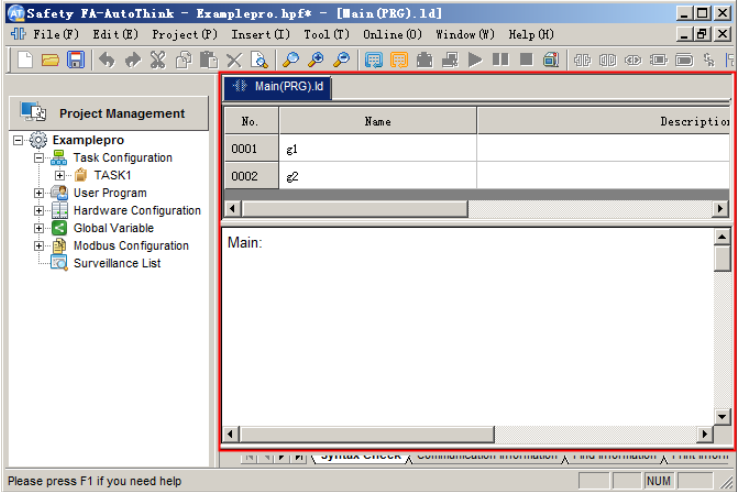 Safety FA-AutoThink - Examplepro.hpf* - [Main(PRG).ld]
File(F) Edit(E) Project(P) Insert(I) Tool(T) Online(O) Window(W) Help(H)
Main(PRG).ld
Project Management
No. Name Description
Examplepro
0001 g1
Task Configuration
TASK1
0002 g2
User Program
Hardware Configuration
Global Variable
Main:
Modbus Configuration
Surveillance List
Syntax Check Communication Information Find Information Print Inform
Please press F1 if you need help NUM